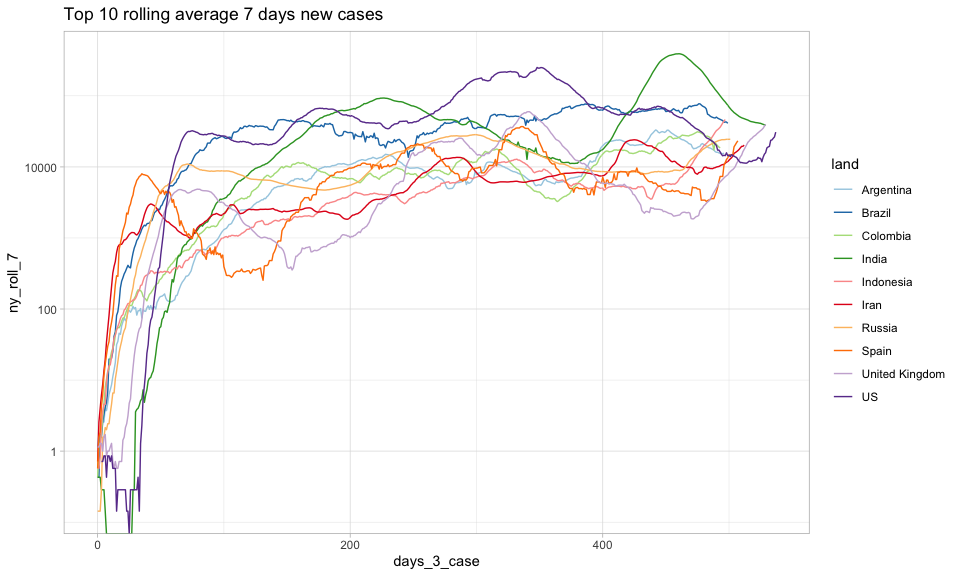 Top 10 rolling average 7 days new cases
ny_roll_7
10000
100
1
0
200
400
days_3_case
land
Argentina
Brazil
Colombia
India
Indonesia
Iran
Russia
Spain
United Kingdom
US